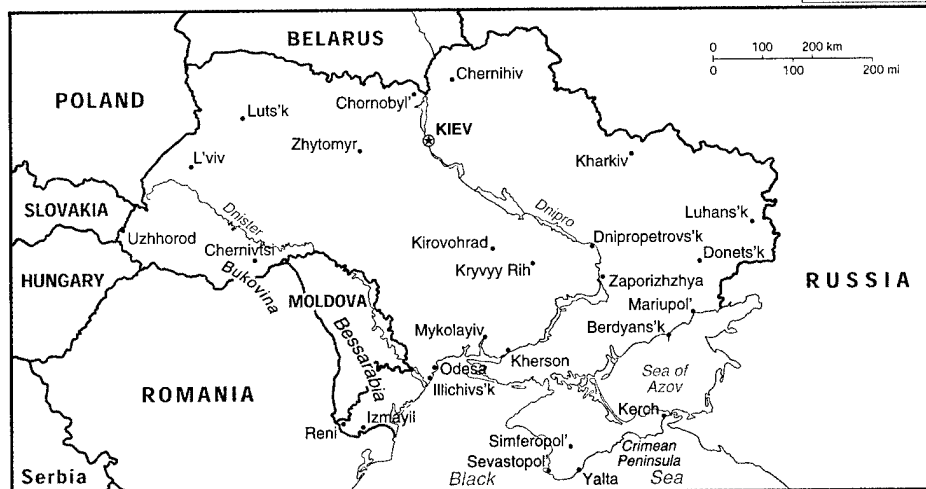 BELARUS
0 100 200 km
0 100 200 mi
Chernihiv
POLAND
Chornobyl'
Luts'k
KIEV
Zhytomyr
Kharkiv
L'viv
SLOVAKIA
Dnister
Dnipro
Luhans'k
Uzhhorod
Chernivtsi
Kirovohrad
Dnipropetrovs'k
Donets'k
HUNGARY
Bukovina
Kryvyy Rih
Zaporizhzhya
RUSSIA
MOLDOVA
Mariupol'
Bessarabia
Mykolayiv
Berdyans'k
Kherson
ROMANIA
Odesa
Illichivs'k
Sea of
Azov
Kerch
Reni
Izmayil
Simferopol'
Crimean
Peninsula
Serbia
Sevastopol'
Yalta
Black Sea